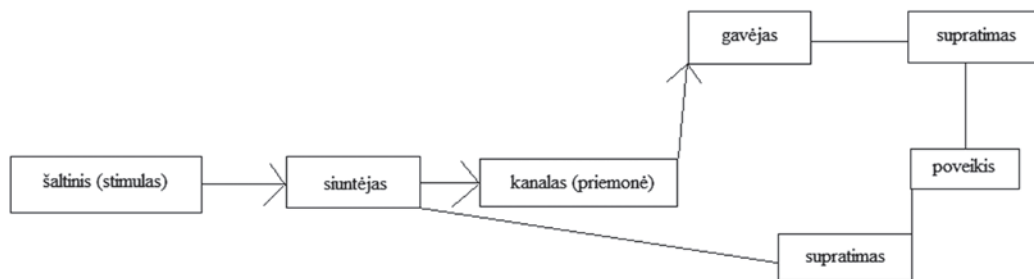 gavėjas
supratimas
šaltinis (stimulas)
siuntėjas
kanalas (priemonė)
poveikis
supratimas